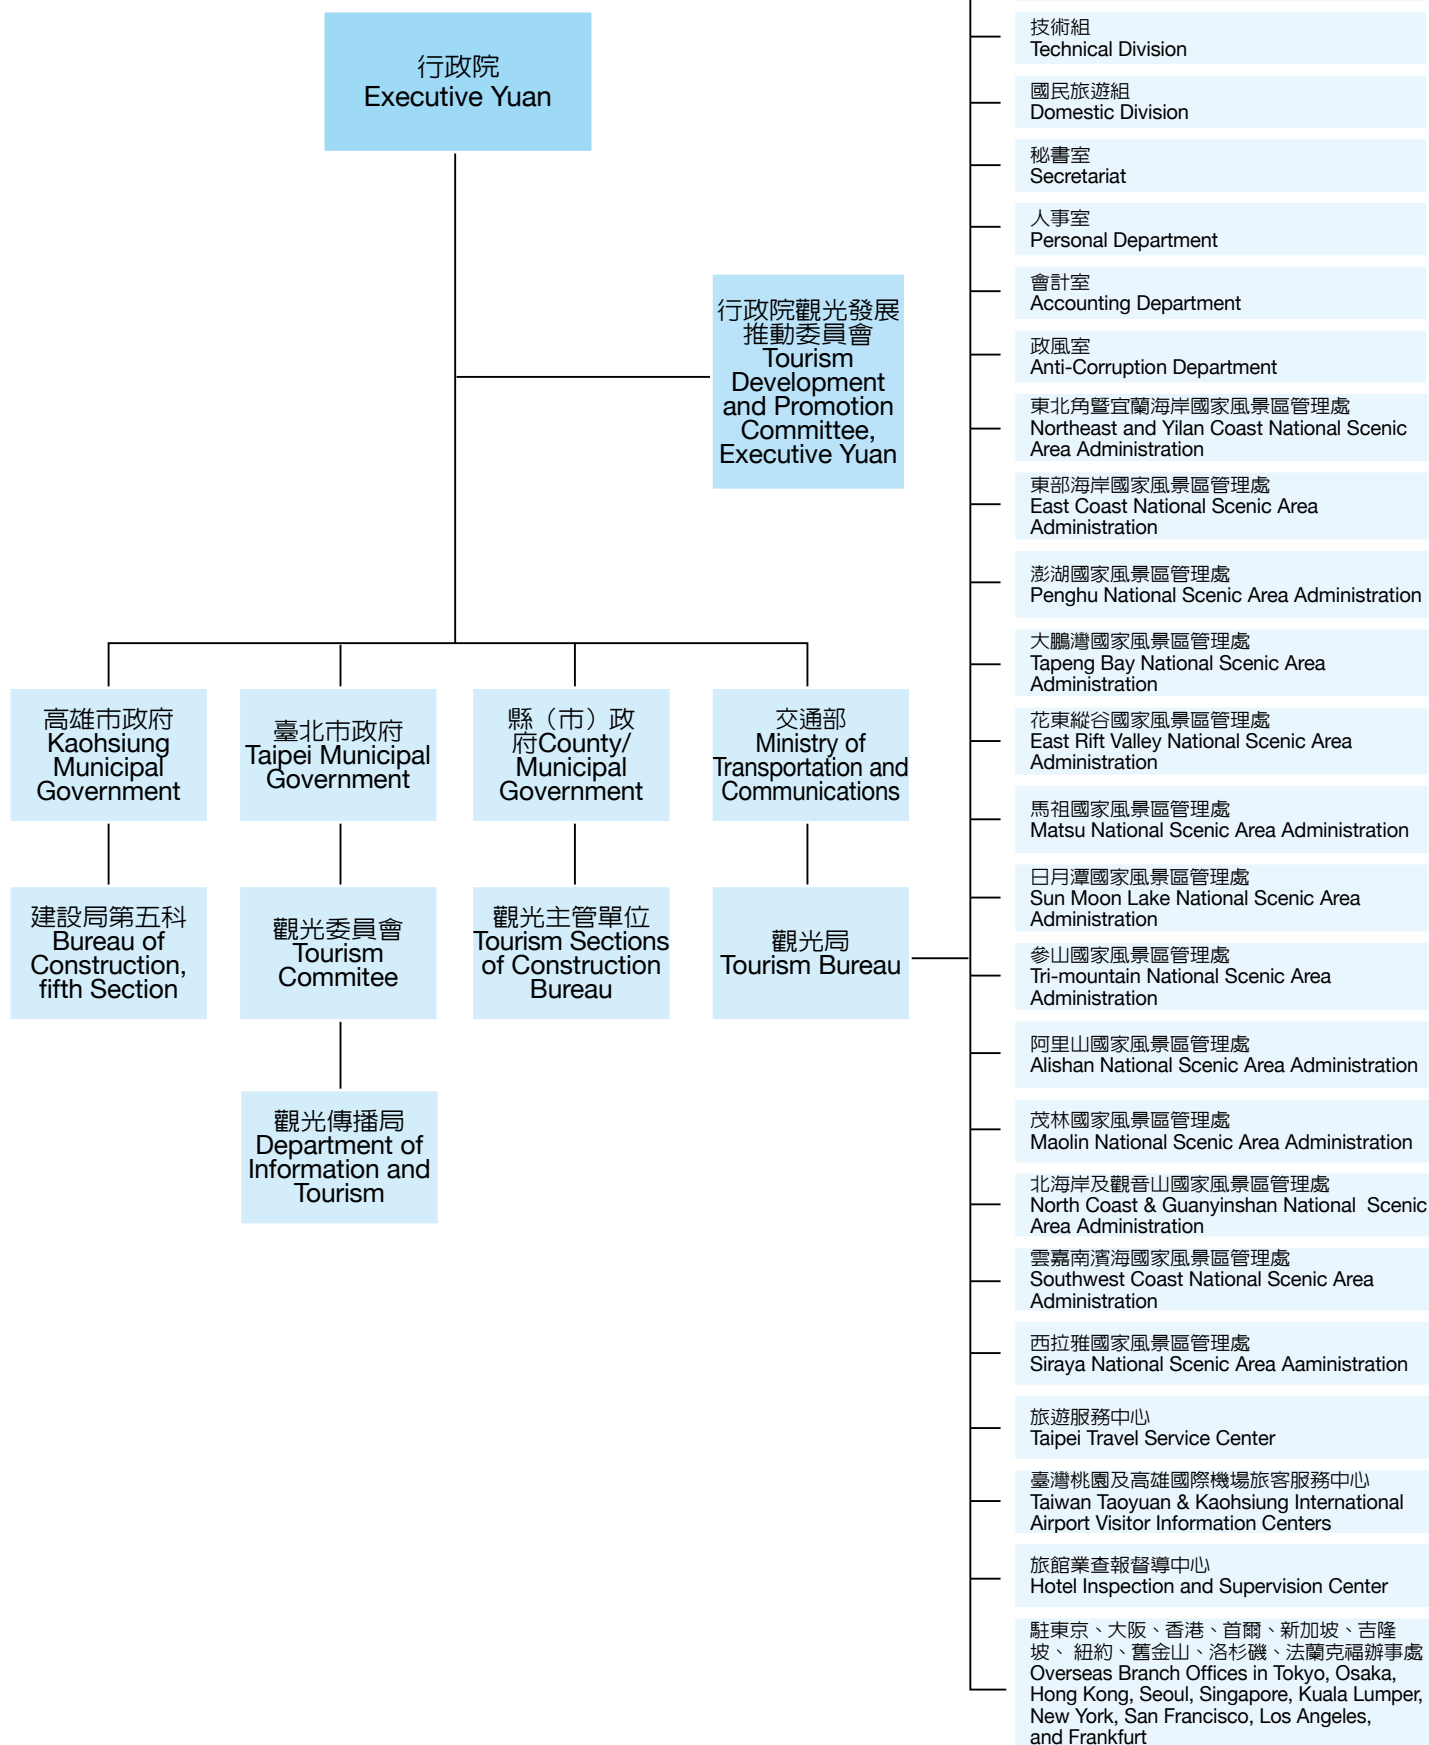 行政院
Executive Yuan
行政院觀光發展
推動委員會
Tourism
Development
and Promotion
Committee,
Executive Yuan
高雄市政府
Kaohsiung
Municipal
Government
臺北市政府
Taipei Municipal
Government
縣（市）政
府County/
Municipal
Government
交通部
Ministry of
Transportation and
Communications
建設局第五科
Bureau of
Construction,
fifth Section
觀光委員會
Tourism
Commitee
觀光主管單位
Tourism Sections
of Construction
Bureau
觀光局
Tourism Bureau
觀光傳播局
Department of
Information and
Tourism
技術組
Technical Division
國民旅遊組
Domestic Division
秘書室
Secretariat
人事室
Personal Department
會計室
Accounting Department
政風室
Anti-Corruption Department
東北角暨宜蘭海岸國家風景區管理處
Northeast and Yilan Coast National Scenic
Area Administration
東部海岸國家風景區管理處
East Coast National Scenic Area
Administration
澎湖國家風景區管理處
Penghu National Scenic Area Administration
大鵬灣國家風景區管理處
Tapeng Bay National Scenic Area
Administration
花東縱谷國家風景區管理處
East Rift Valley National Scenic Area
Administration
馬祖國家風景區管理處
Matsu National Scenic Area Administration
日月潭國家風景區管理處
Sun Moon Lake National Scenic Area
Administration
參山國家風景區管理處
Tri-mountain National Scenic Area
Administration
阿里山國家風景區管理處
Alishan National Scenic Area Administration
茂林國家風景區管理處
Maolin National Scenic Area Administration
北海岸及觀音山國家風景區管理處
North Coast & Guanyinshan National Scenic
Area Administration
雲嘉南濱海國家風景區管理處
Southwest Coast National Scenic Area
Administration
西拉雅國家風景區管理處
Siraya National Scenic Area Aaministration
旅遊服務中心
Taipei Travel Service Center
臺灣桃園及高雄國際機場旅客服務中心
Taiwan Taoyuan & Kaohsiung International
Airport Visitor Information Centers
旅館業查報督導中心
Hotel Inspection and Supervision Center
駐東京、大阪、香港、首爾、新加坡、吉隆
坡、 紐約、舊金山、洛杉磯、法蘭克福辦事處
Overseas Branch Offices in Tokyo, Osaka,
Hong Kong, Seoul, Singapore, Kuala Lumper,
New York, San Francisco, Los Angeles,
and Frankfurt